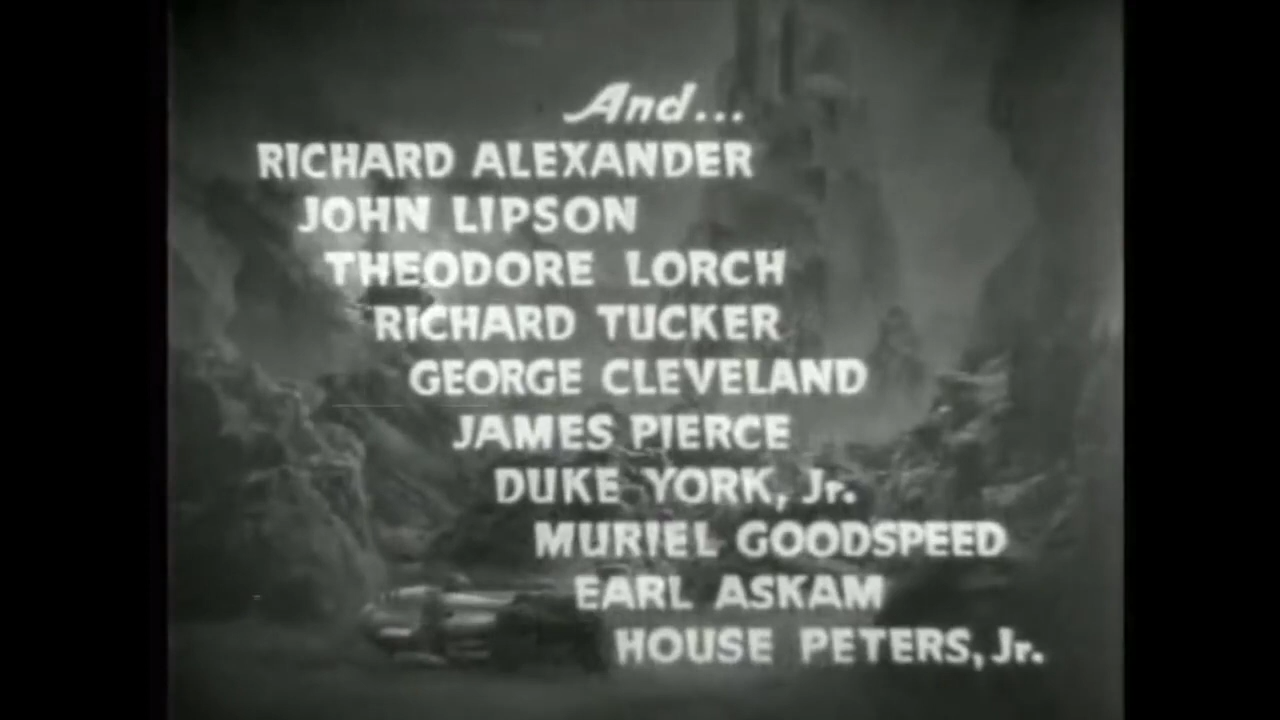 And...
RICHARD ALEXANDER
JOHN LIPSON
THEODORE LORCH
RICHARD TUCKER
GEORGE CLEVELAND
JAMES PIERCE
DUKE YORK, Jr.
MURIEL GOODSPEED
EARL ASKAM
HOUSE PETERS, Jr.